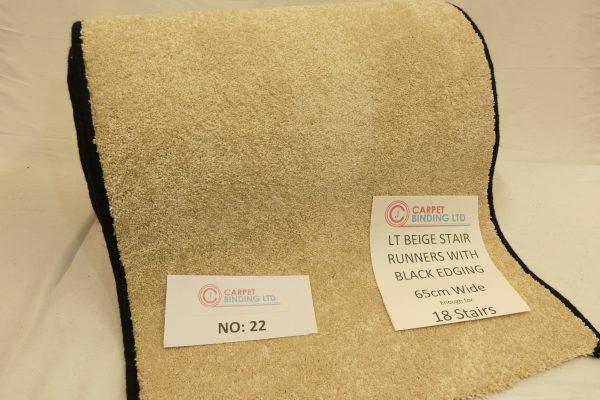 CARPET
BINDING LTD
NO: 22
J
CARPET
BINDING LTD
LT BEIGE STAIR
RUNNERS WITH
BLACK EDGING
65cm Wide
Enough for
18 Stairs